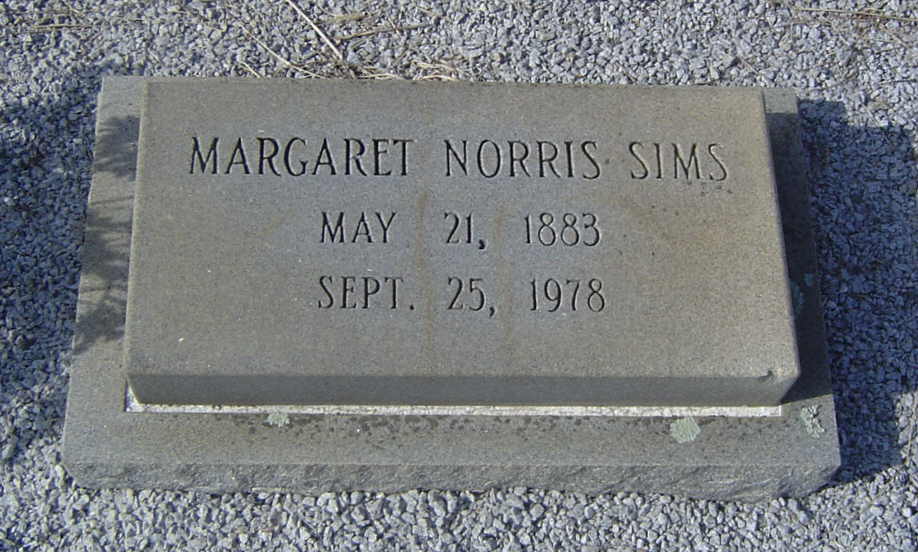 MARGARET NORRIS SIMS
MAY 21, 1883
SEPT. 25, 1978